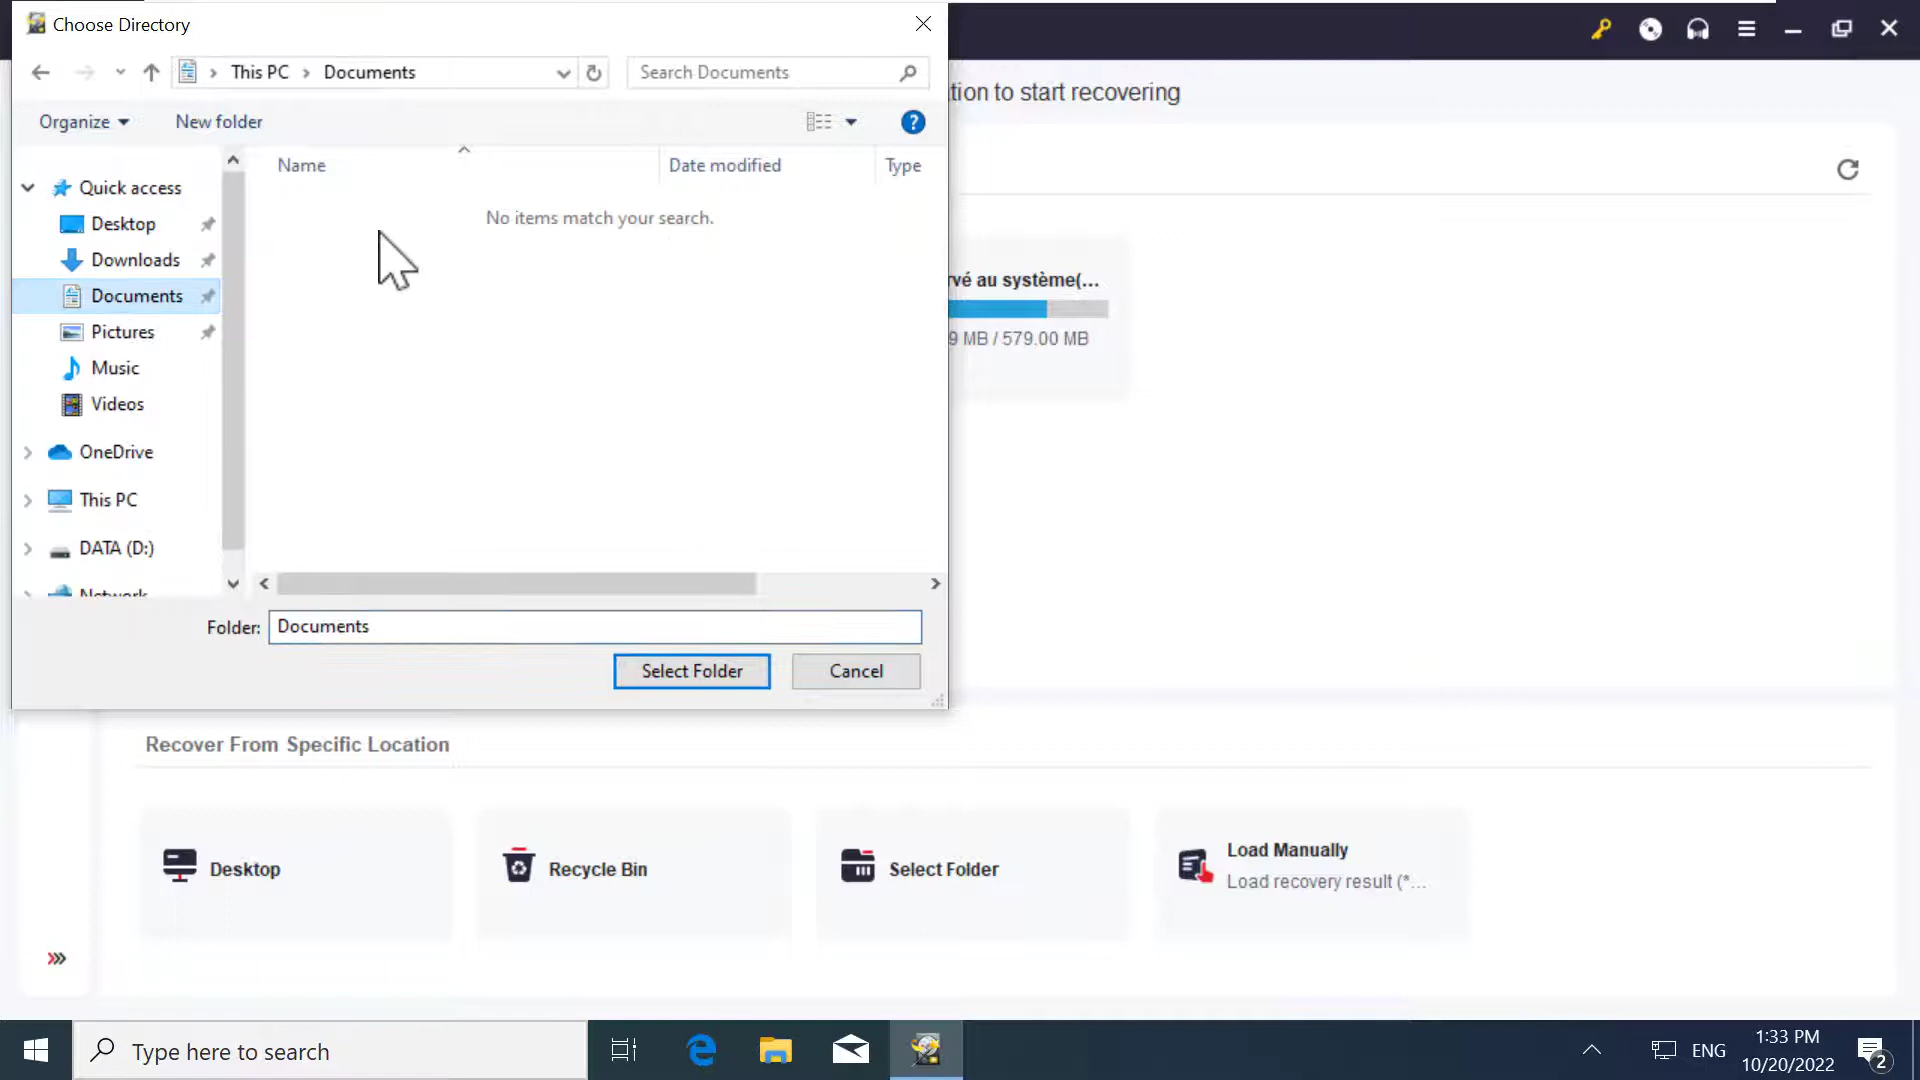 Choose Directory
This PC
Documents
Search Documents
tion to start recovering
Organize
New folder
Name
Date modified
Type
Quick access
No items match your search.
Desktop
Downloads
Documents
Pictures
Music
Videos
rvé au système(...
9 MB / 579.00 MB
OneDrive
This PC
DATA (D:)
Network
Folder:
Documents
Select Folder
Cancel
Recover From Specific Location
Desktop
Recycle Bin
Select Folder
Load Manually
Load recovery result (*...
Type here to search
ENG
1:33 PM
10/20/2022
2